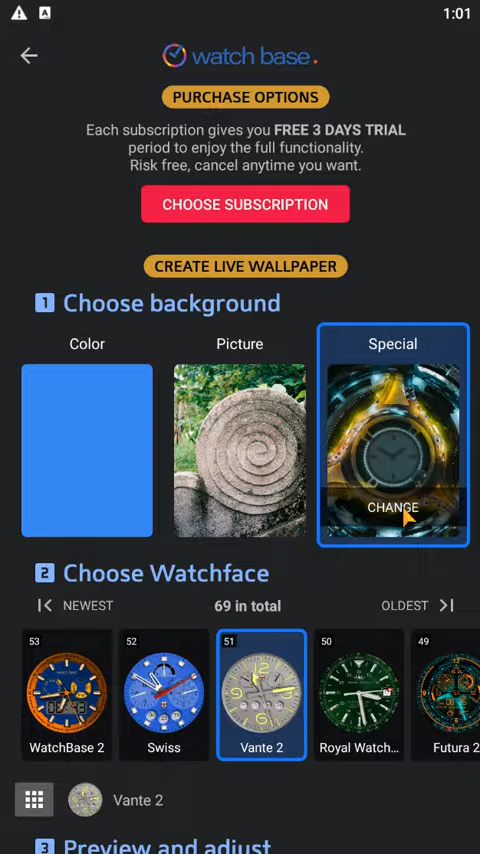 A
1:01
watch base.
PURCHASE OPTIONS
Each subscription gives you FREE 3 DAYS TRIAL
period to enjoy the full functionality.
Risk free, cancel anytime you want.
CHOOSE SUBSCRIPTION
CREATE LIVE WALLPAPER
1 Choose background
Color
Picture
Special
CHANGE
2 Choose Watchface
NEWEST
69 in total
OLDEST
53
52
51
50
49
WatchBase 2
Swiss
Vante 2
Royal Watch...
Futura 2
Vante 2
3 Preview and adjust